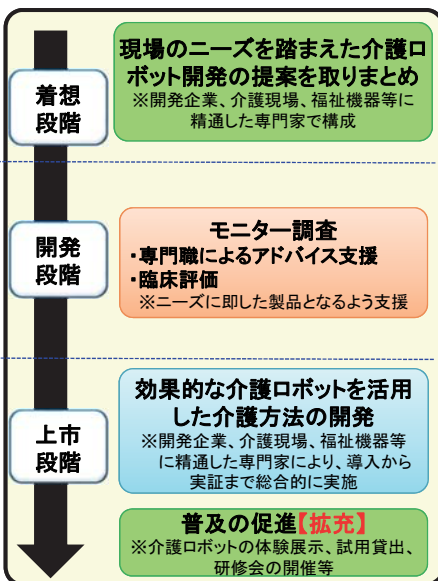 着想
段階
現場のニーズを踏まえた介護ロ
ボット開発の提案を取りまとめ
※開発企業、介護現場、福祉機器等に
精通した専門家で構成
開発
段階
モニター調査
・専門職によるアドバイス支援
・臨床評価
※ニーズに即した製品となるよう支援
上市
段階
効果的な介護ロボットを活用
した介護方法の開発
※開発企業、介護現場、福祉機器等
に精通した専門家により、導入から
実証まで総合的に実施
普及の促進【拡充】
※介護ロボットの体験展示、試用貸出、
研修会の開催等